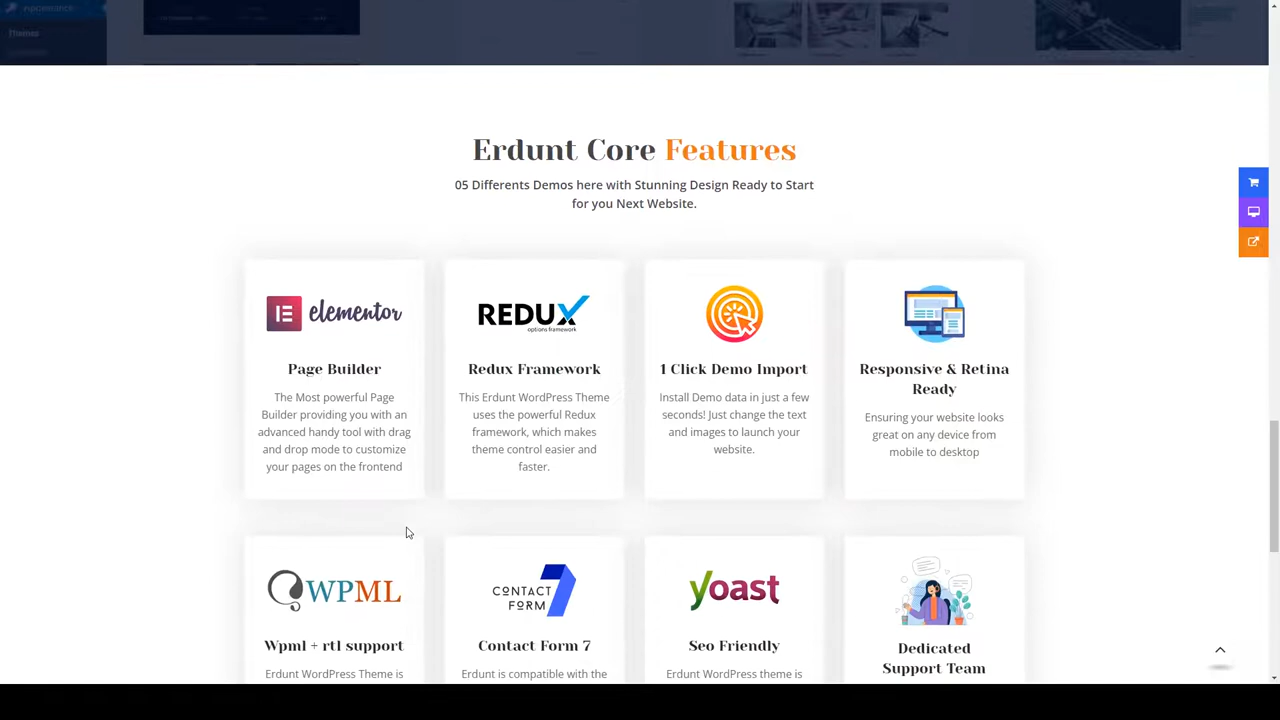 Themes
Erdunt Core Features
05 Differents Demos here with Stunning Design Ready to Start
for you Next Website.
elementor
REDUX
options framework
Page Builder
Redux Framework
1 Click Demo Import
Responsive & Retina
Ready
The Most powerful Page
Builder providing you with an
advanced handy tool with drag
and drop mode to customize
your pages on the frontend
This Erdunt WordPress Theme
uses the powerful Redux
framework, which makes
theme control easier and
faster.
Install Demo data in just a few
seconds! Just change the text
and images to launch your
website.
Ensuring your website looks
great on any device from
mobile to desktop
WPML
CONTACT
FORM 7
yoast
Wpml + rtl support
Contact Form 7
Seo Friendly
Dedicated
Support Team
Erdunt WordPress Theme is
Erdunt is compatible with the
Erdunt WordPress theme is